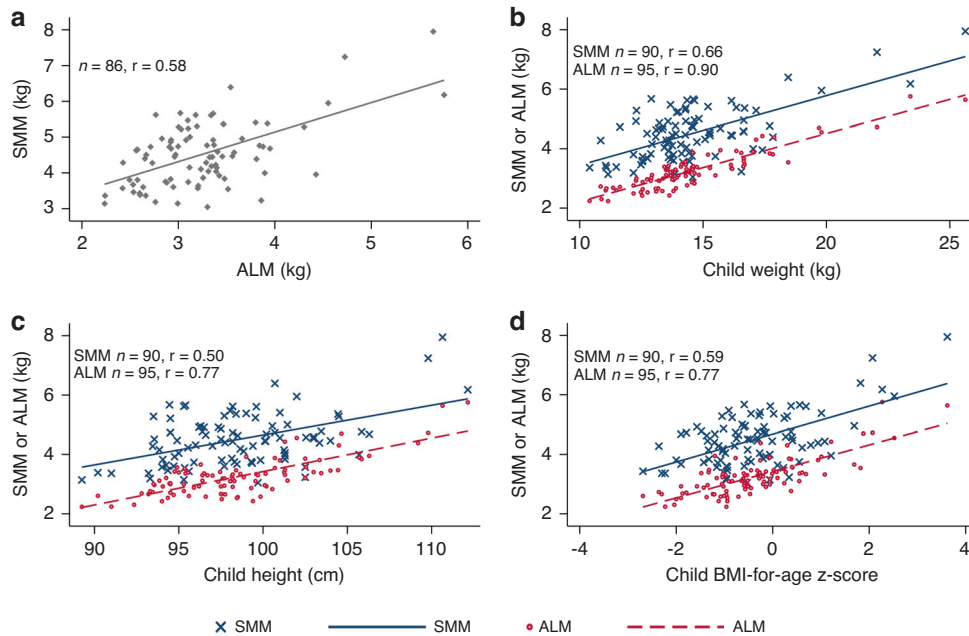 a
n = 86, r = 0.58
SMM (kg)
8
7
6
5
4
3
2
3
4
5
6
ALM (kg)
b
SMM n = 90, r = 0.66
ALM n = 95, r = 0.90
SMM or ALM (kg)
8
6
4
2
10
15
20
25
Child weight (kg)
c
SMM n = 90, r = 0.50
ALM n = 95, r = 0.77
SMM or ALM (kg)
8
6
4
2
90
95
100
105
110
Child height (cm)
d
SMM n = 90, r = 0.59
ALM n = 95, r = 0.77
SMM or ALM (kg)
8
6
4
2
-4
-2
0
2
4
Child BMI-for-age z-score
SMM
SMM
ALM
ALM